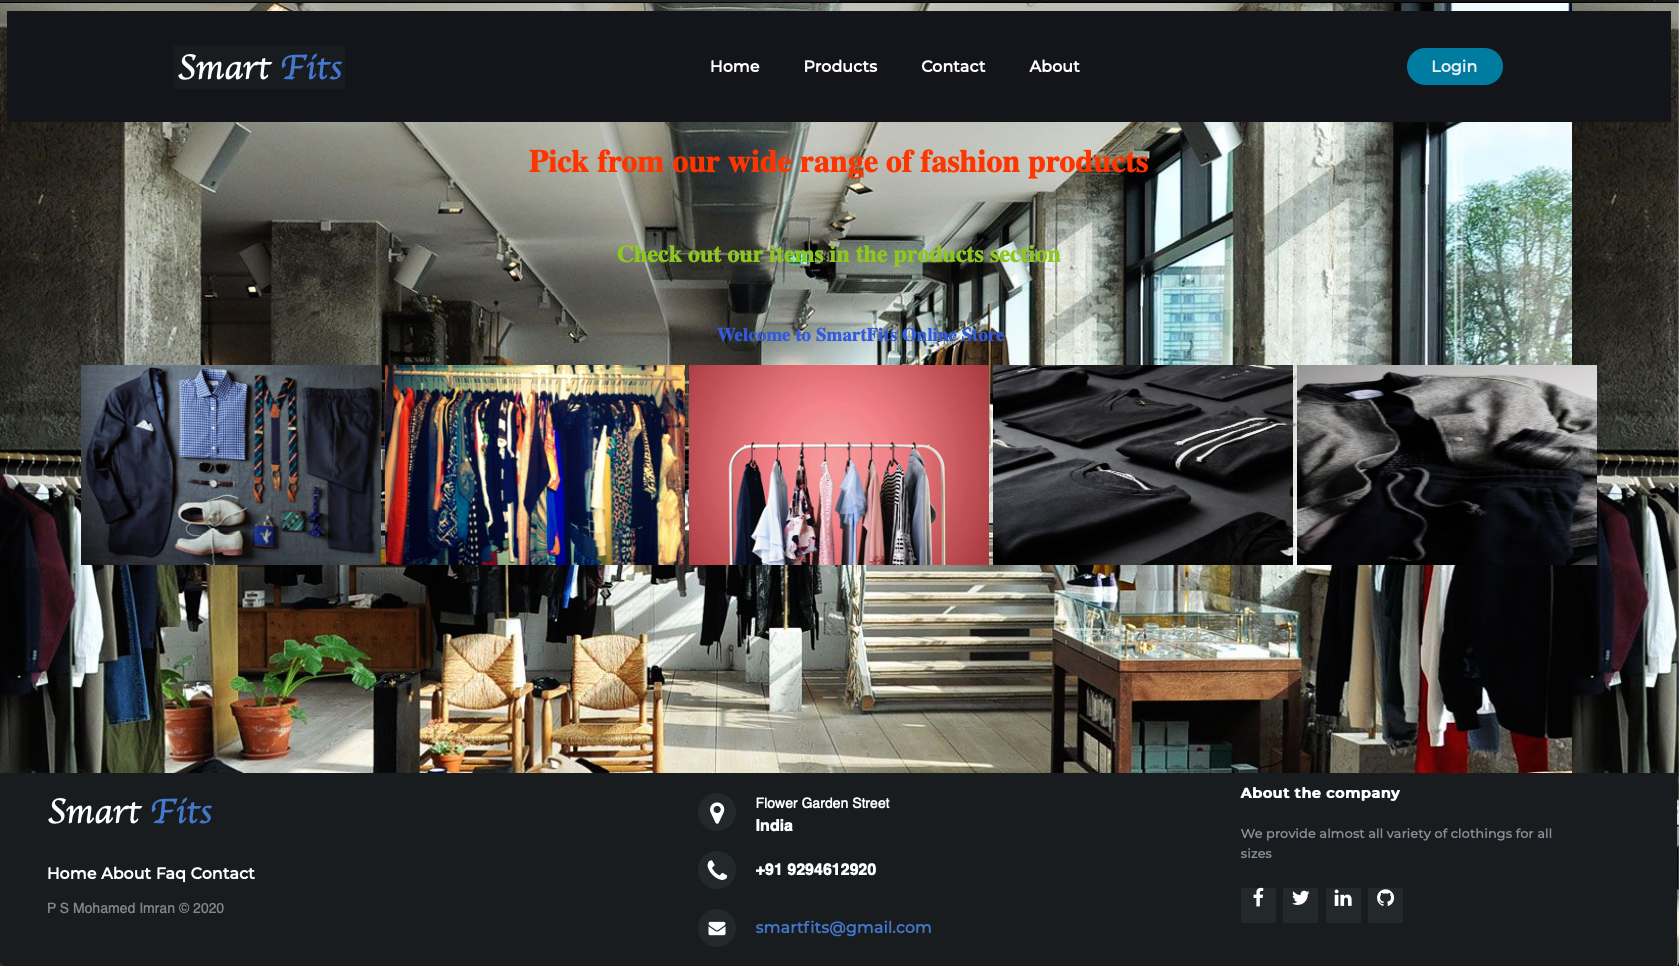 Smart Fits
Home Products Contact About
Login
Pick from our wide range of fashion products
Check out our items in the products section
Welcome to SmartFits Online Store
Smart Fits
Home About Faq Contact
P S Mohamed Imran © 2020
Flower Garden Street
India
+91 9294612920
smartfits@gmail.com
About the company
We provide almost all variety of clothings for all
sizes